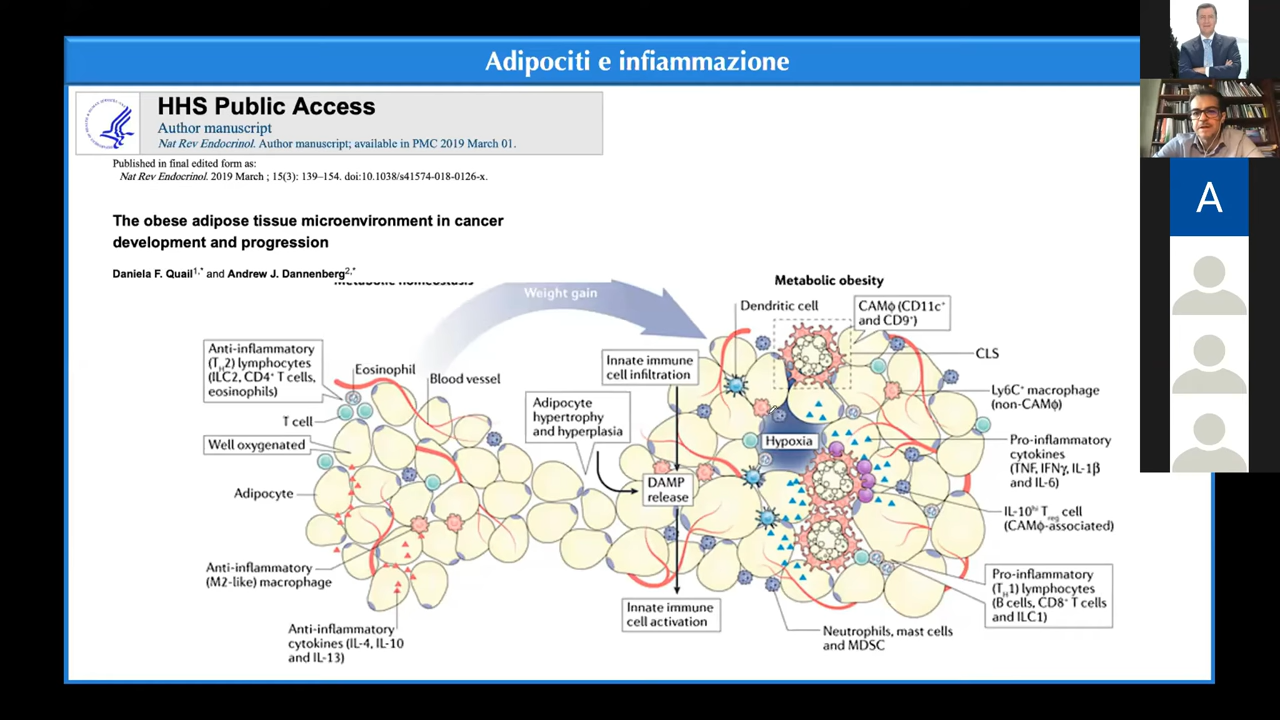 Adipociti e infiammazione
HHS Public Access
Author manuscript
Nat Rev Endocrinol. Author manuscript; available in PMC 2019 March 01.
Published in final edited form as:
Nat Rev Endocrinol. 2019 March ; 15(3): 139–154. doi:10.1038/s41574-018-0126-x.
The obese adipose tissue microenvironment in cancer
development and progression
Daniela F. Quail1,* and Andrew J. Dannenberg2,*
Metabolic homeostasis
Weight gain
Metabolic obesity
Anti-inflammatory
(TH2) lymphocytes
(ILC2, CD4+ T cells,
eosinophils)
Eosinophil
Blood vessel
T cell
Well oxygenated
Adipocyte
Anti-inflammatory
(M2-like) macrophage
Anti-inflammatory
cytokines (IL-4, IL-10
and IL-13)
Adipocyte
hypertrophy
and hyperplasia
Innate immune
cell infiltration
DAMP
release
Innate immune
cell activation
Dendritic cell
CAMϕ (CD11c+
and CD9+)
CLS
Ly6C+ macrophage
(non-CAMϕ)
Hypoxia
Pro-inflammatory
cytokines
(TNF, IFNγ, IL-1β
and IL-6)
IL-10hi Treg cell
(CAMϕ-associated)
Pro-inflammatory
(TH1) lymphocytes
(B cells, CD8+ T cells
and ILC1)
Neutrophils, mast cells
and MDSC
A